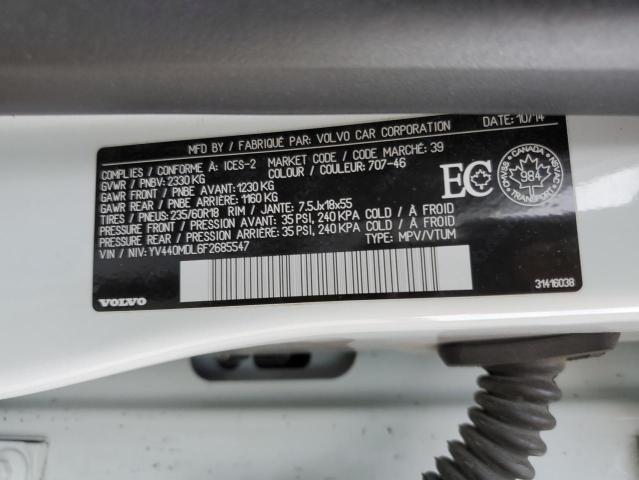 MFD BY / FABRIQUÉ PAR: VOLVO CAR CORPORATION DATE: 10/14
COMPLIES / CONFORME À: ICES-2 MARKET CODE / CODE MARCHÉ: 39
GVWR / PNBV: 2330 KG COLOUR / COULEUR: 707-46
GAWR FRONT / PNBE AVANT: 1230 KG
GAWR REAR / PNBE ARRIÈRE: 1160 KG
TIRES / PNEUS: 235/60R18 RIM / JANTE: 7.5Jx18x55
PRESSURE FRONT / PRESSION AVANT: 35 PSI, 240 KPA COLD / À FROID
PRESSURE REAR / PRESSION ARRIÈRE: 35 PSI, 240 KPA COLD / À FROID
VIN / NIV: YV440MDL6F2685547 TYPE: MPV/VTUM
EC
CANADA
984
TRANSPORT
NSVAC
VOLVO
31416038